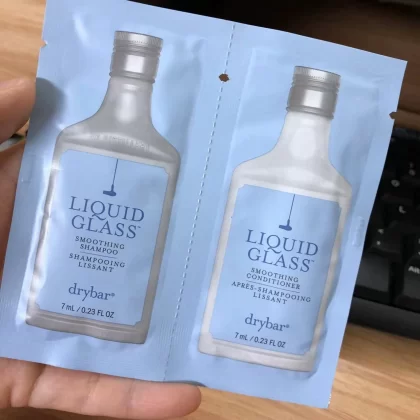 LIQUID
GLASS™
SMOOTHING
SHAMPOO
SHAMPOOING
LISSANT
drybar®
7 mL / 0.23 FL OZ
LIQUID
GLASS™
SMOOTHING
CONDITIONER
APRÈS-SHAMPOOING
LISSANT
drybar®
7 mL / 0.23 FL OZ